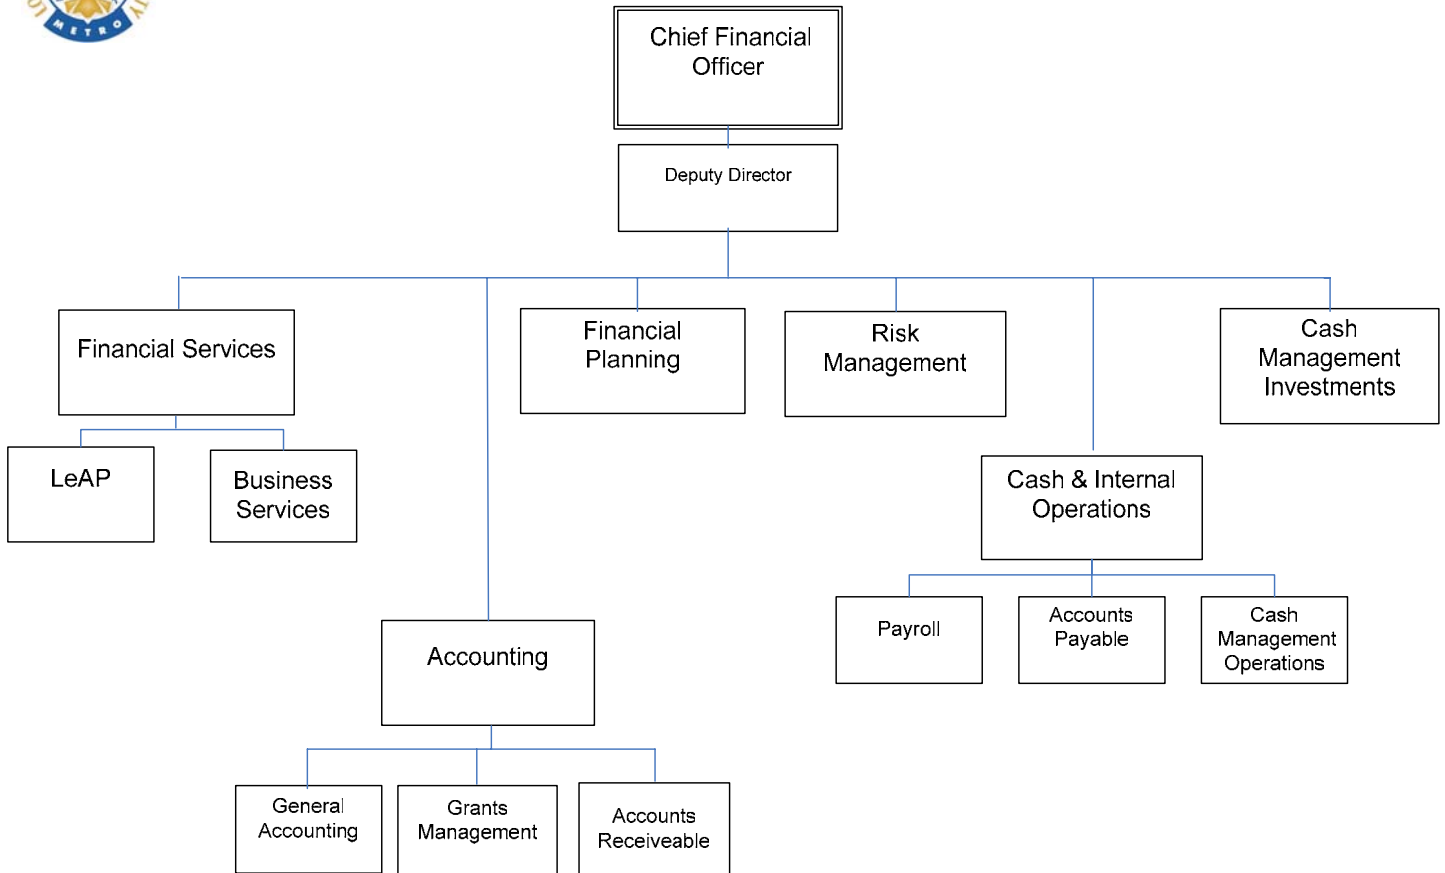 METRO
Chief Financial
Officer
Deputy Director
Financial Services
Financial
Planning
Risk
Management
Cash
Management
Investments
LeAP
Business
Services
Cash & Internal
Operations
Payroll
Accounts
Payable
Cash
Management
Operations
Accounting
General
Accounting
Grants
Management
Accounts
Receiveable